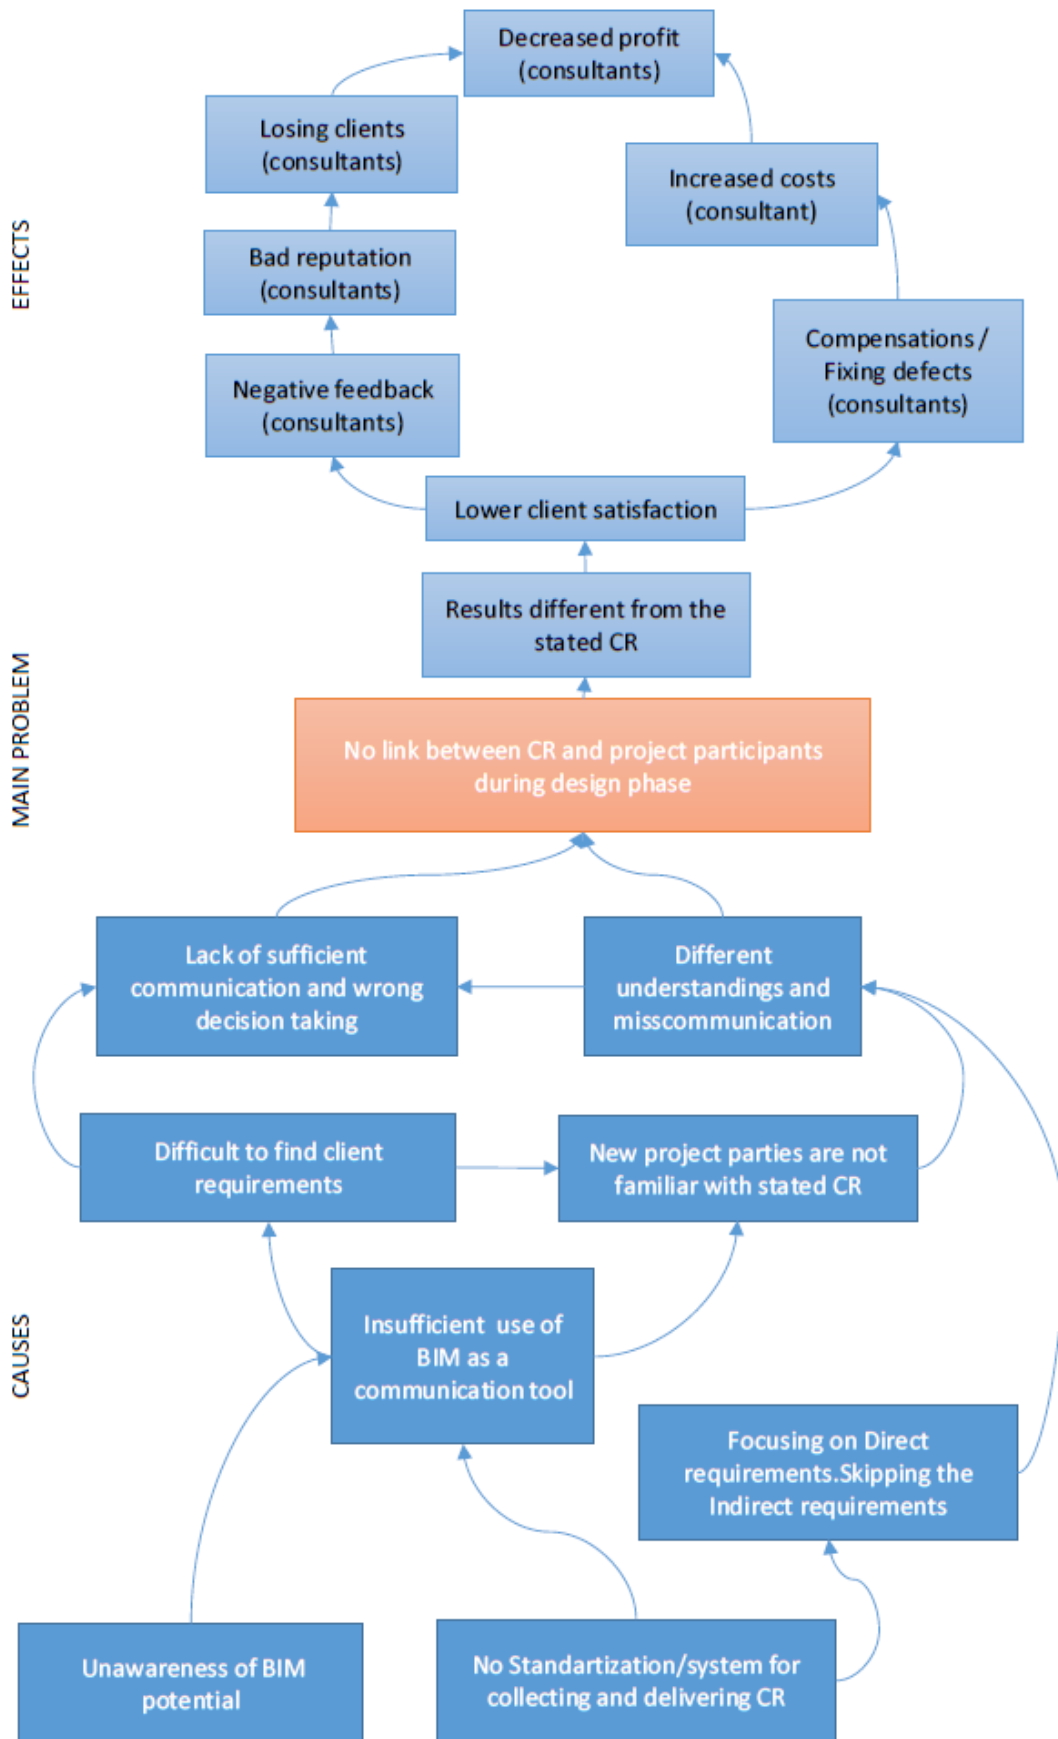 Decreased profit
(consultants)
Losing clients
(consultants)
Increased costs
(consultant)
EFFECTS
Bad reputation
(consultants)
Compensations /
Fixing defects
(consultants)
Negative feedback
(consultants)
Lower client satisfaction
Results different from the
stated CR
MAIN PROBLEM
No link between CR and project participants
during design phase
Lack of sufficient
communication and wrong
decision taking
Different
understandings and
misscommunication
Difficult to find client
requirements
New project parties are not
familiar with stated CR
CAUSES
Insufficient use of
BIM as a
communication tool
Focusing on Direct
requirements.Skipping the
Indirect requirements
Unawareness of BIM
potential
No Standartization/system for
collecting and delivering CR